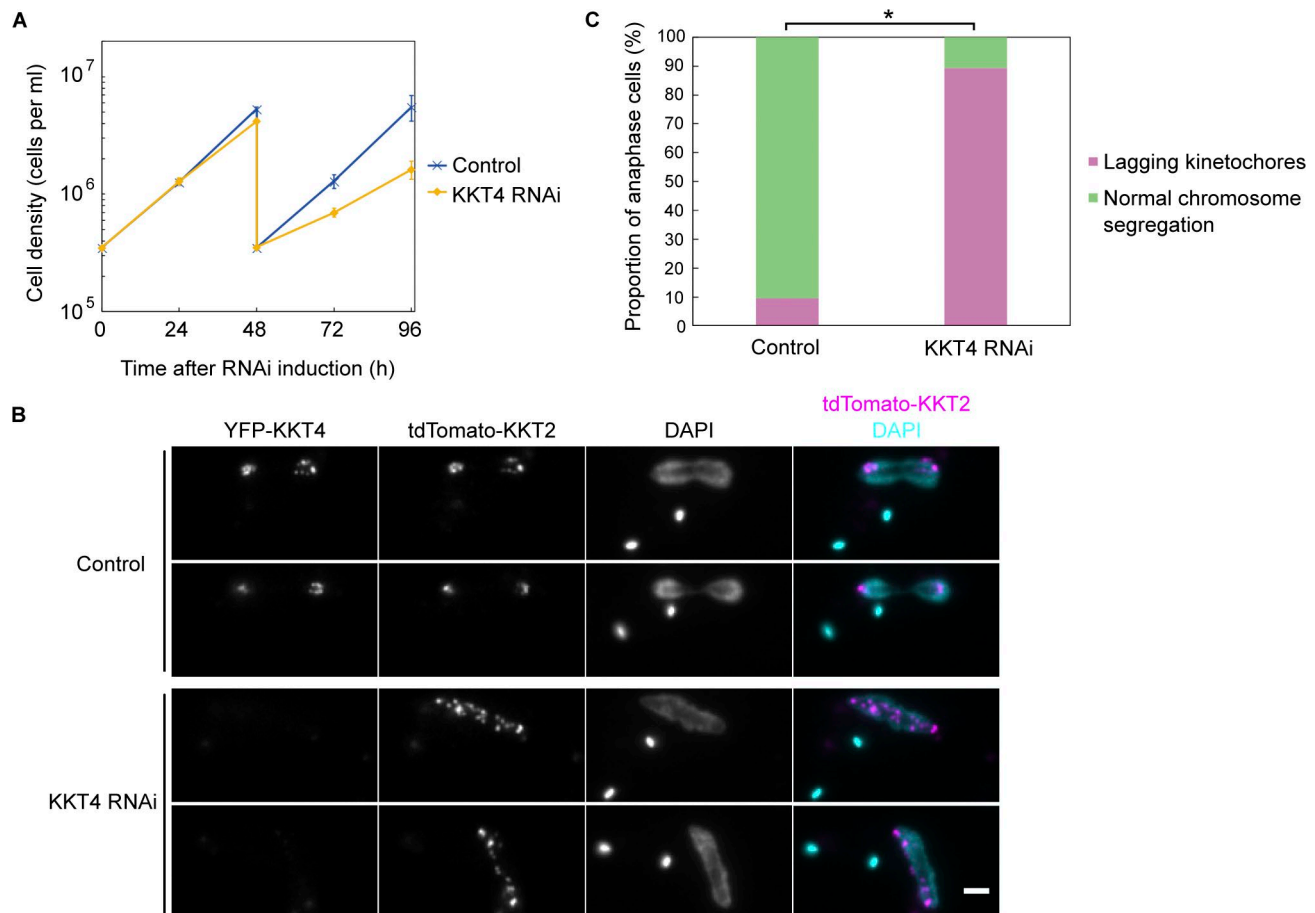 A
Cell density (cells per ml)
10^7
10^6
10^5
0 24 48 72 96
Time after RNAi induction (h)
Control
KKT4 RNAi
C
*
Proportion of anaphase cells (%)
100
90
80
70
60
50
40
30
20
10
0
Control KKT4 RNAi
Lagging kinetochores
Normal chromosome
segregation
B
tdTomato-KKT2
YFP-KKT4 tdTomato-KKT2 DAPI DAPI
Control
KKT4 RNAi